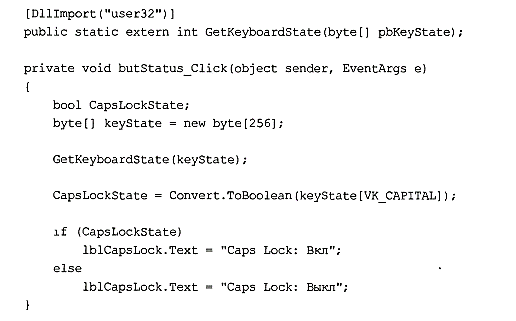 [DllImport("user32")]
public static extern int GetKeyboardState(byte[] pbKeyState);
private void butStatus_Click(object sender, EventArgs e)
{
bool CapsLockState;
byte[] keyState = new byte[256];
GetKeyboardState(keyState);
CapsLockState = Convert.ToBoolean(keyState[VK_CAPITAL]);
if (CapsLockState)
lblCapsLock.Text = "Caps Lock: Вкл";
else
lblCapsLock.Text = "Caps Lock: Выкл";
}